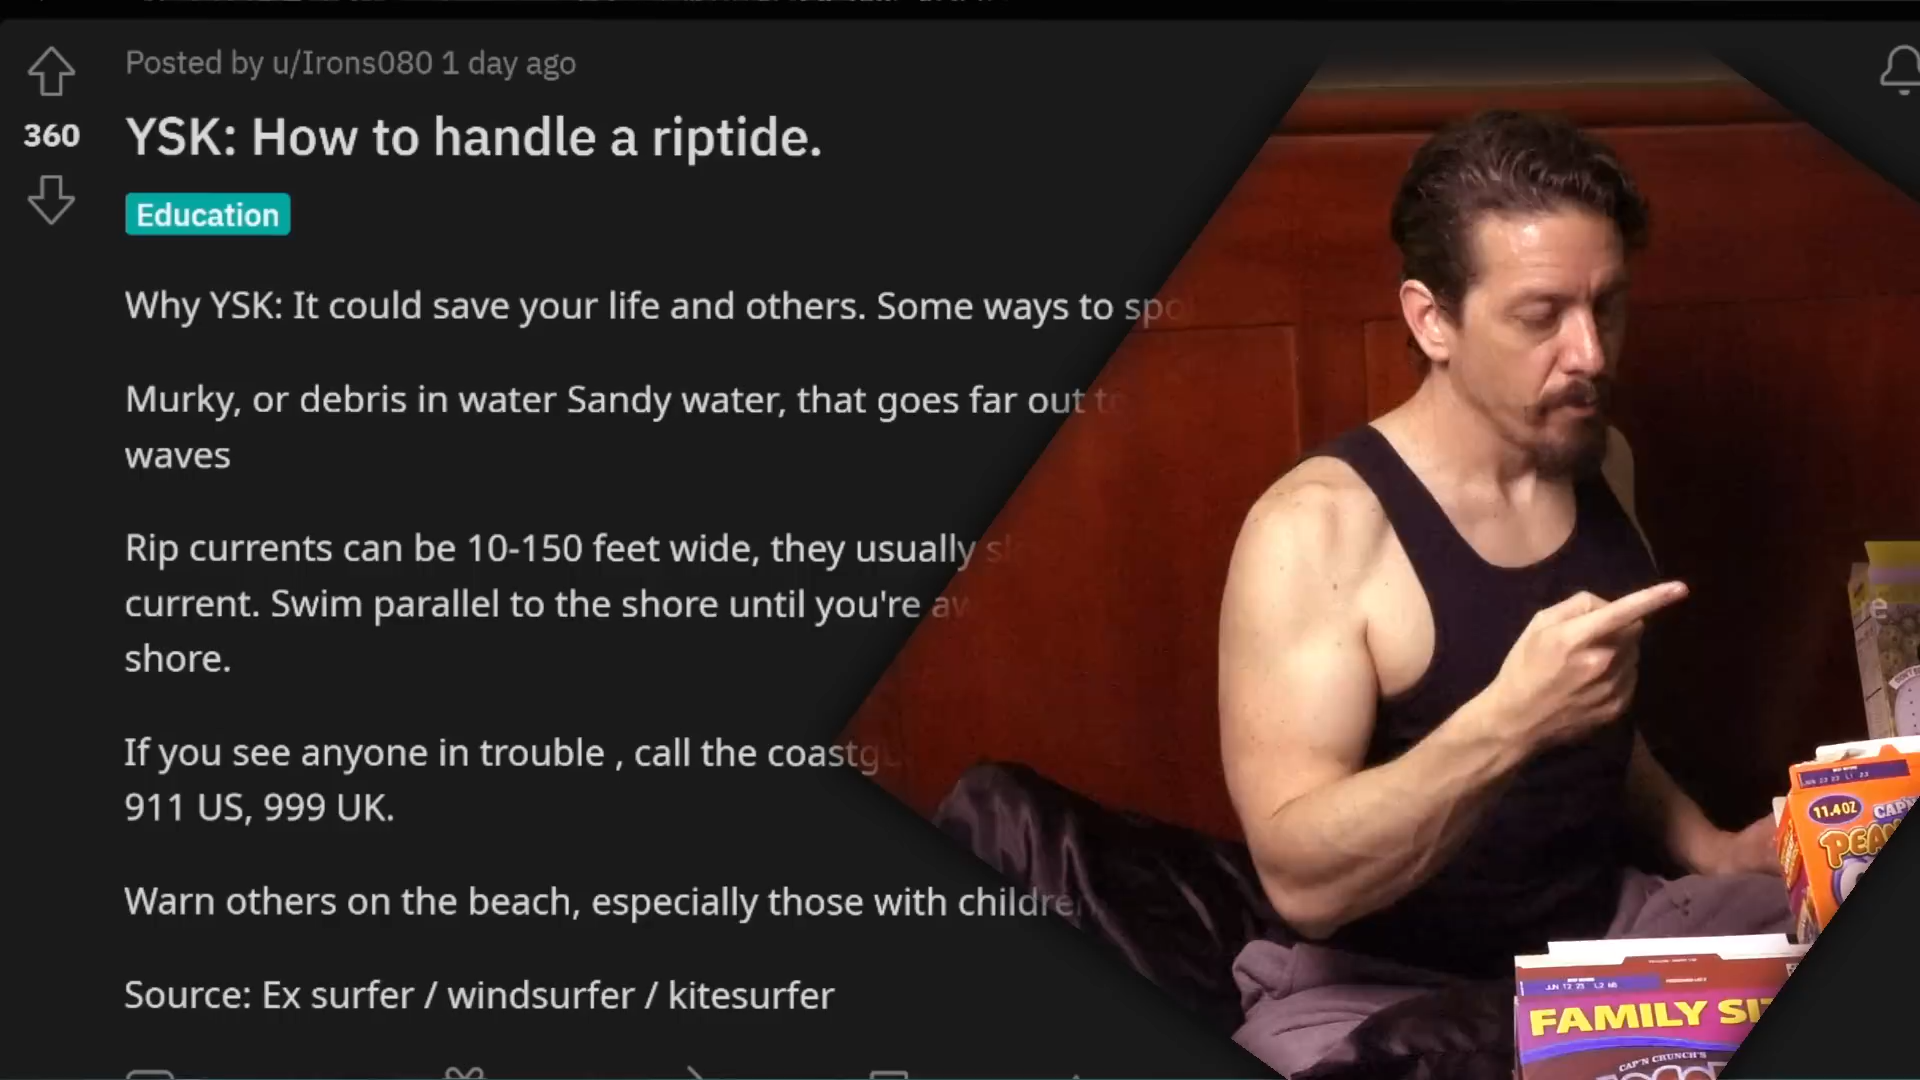 Posted by u/Irons080 1 day ago
360
YSK: How to handle a riptide.
Education
Why YSK: It could save your life and others. Some ways to
Murky, or debris in water Sandy water, that goes far out
waves
Rip currents can be 10-150 feet wide, they usually
current. Swim parallel to the shore until you're
shore.
If you see anyone in trouble , call the
911 US, 999 UK.
Warn others on the beach, especially those with
Source: Ex surfer / windsurfer / kitesurfer
11.4 OZ
FAMILY
CAP'N CRUNCH'S